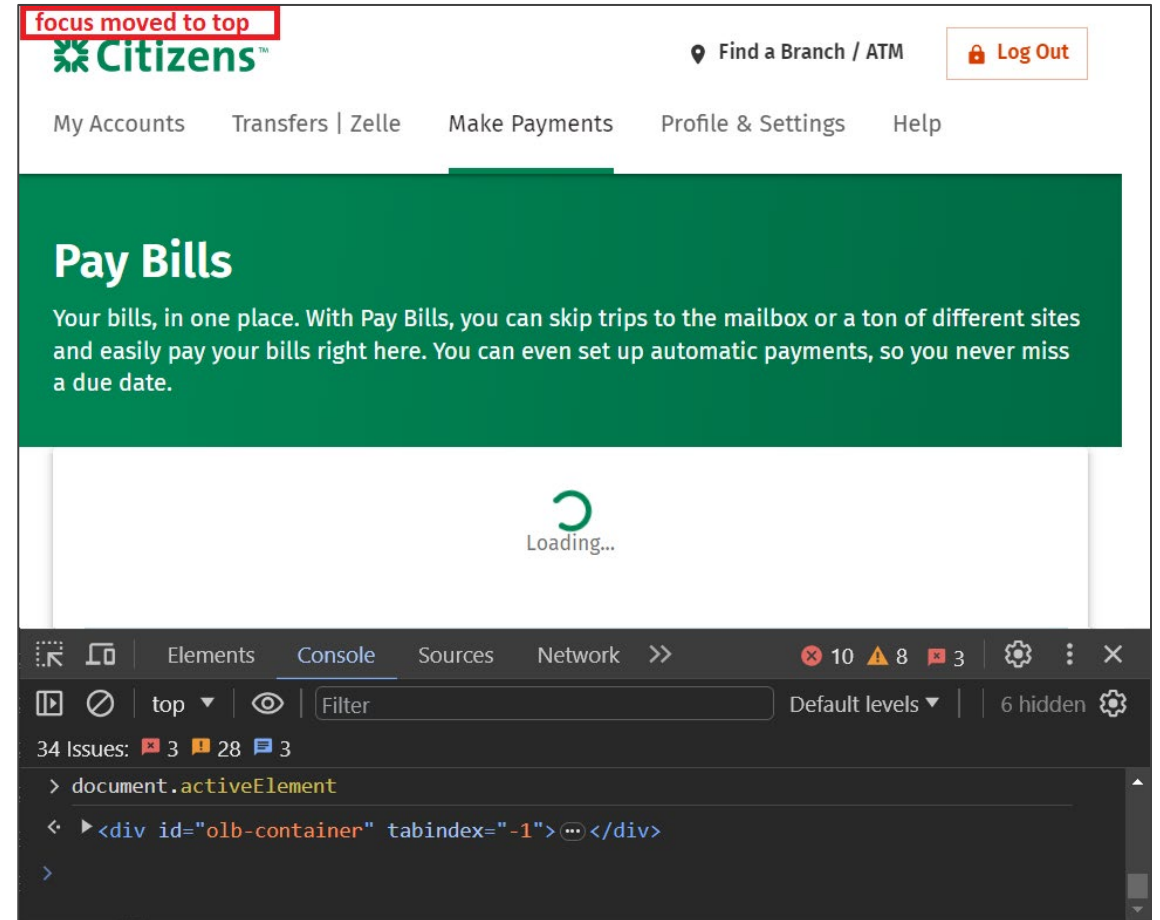 focus moved to top
Citizens™
Find a Branch / ATM
Log Out
My Accounts Transfers | Zelle Make Payments Profile & Settings Help
Pay Bills
Your bills, in one place. With Pay Bills, you can skip trips to the mailbox or a ton of different sites
and easily pay your bills right here. You can even set up automatic payments, so you never miss
a due date.
Loading...
Elements Console Sources Network >> 10 8 3
top ▼ Filter Default levels ▼ 6 hidden
34 Issues: 3 28 3
> document.activeElement
<div id="olb-container" tabindex="-1">…</div>
>